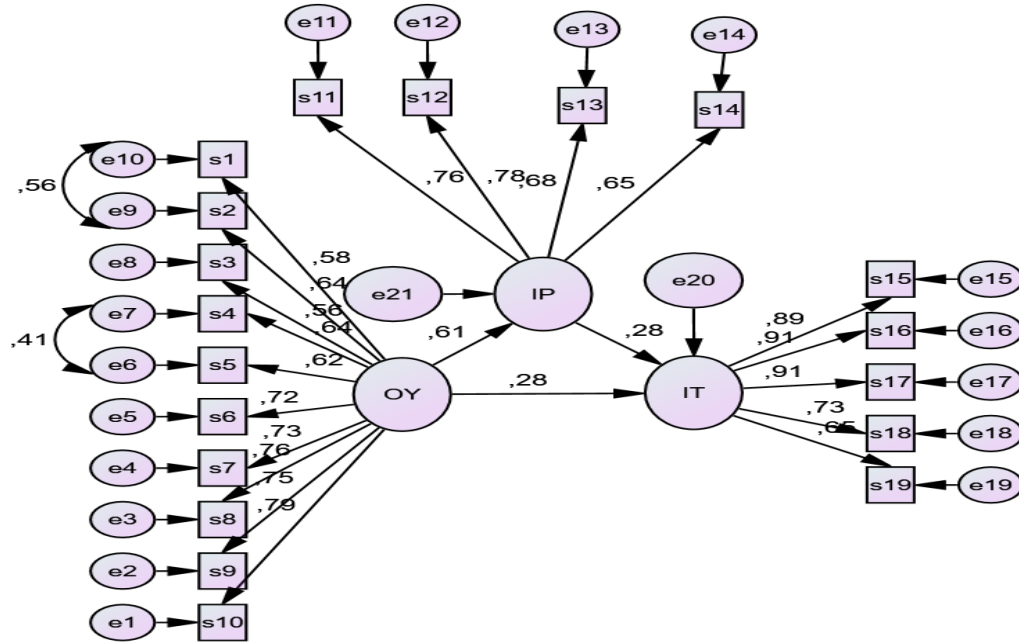 e11 e12 e13 e14
s11 s12 s13 s14
,76 ,78 ,68 ,65
e10 s1
,56
e9 s2
e8 s3
e7 s4
,41
e6 s5
e5 s6
e4 s7
e3 s8
e2 s9
e1 s10
,58
,64
,56
,64
,62
,72
,73
,76
,75
,79
OY
e21 IP
,61
,28
,28
e20
IT
,89
,91
,91
,73
,65
s15 e15
s16 e16
s17 e17
s18 e18
s19 e19